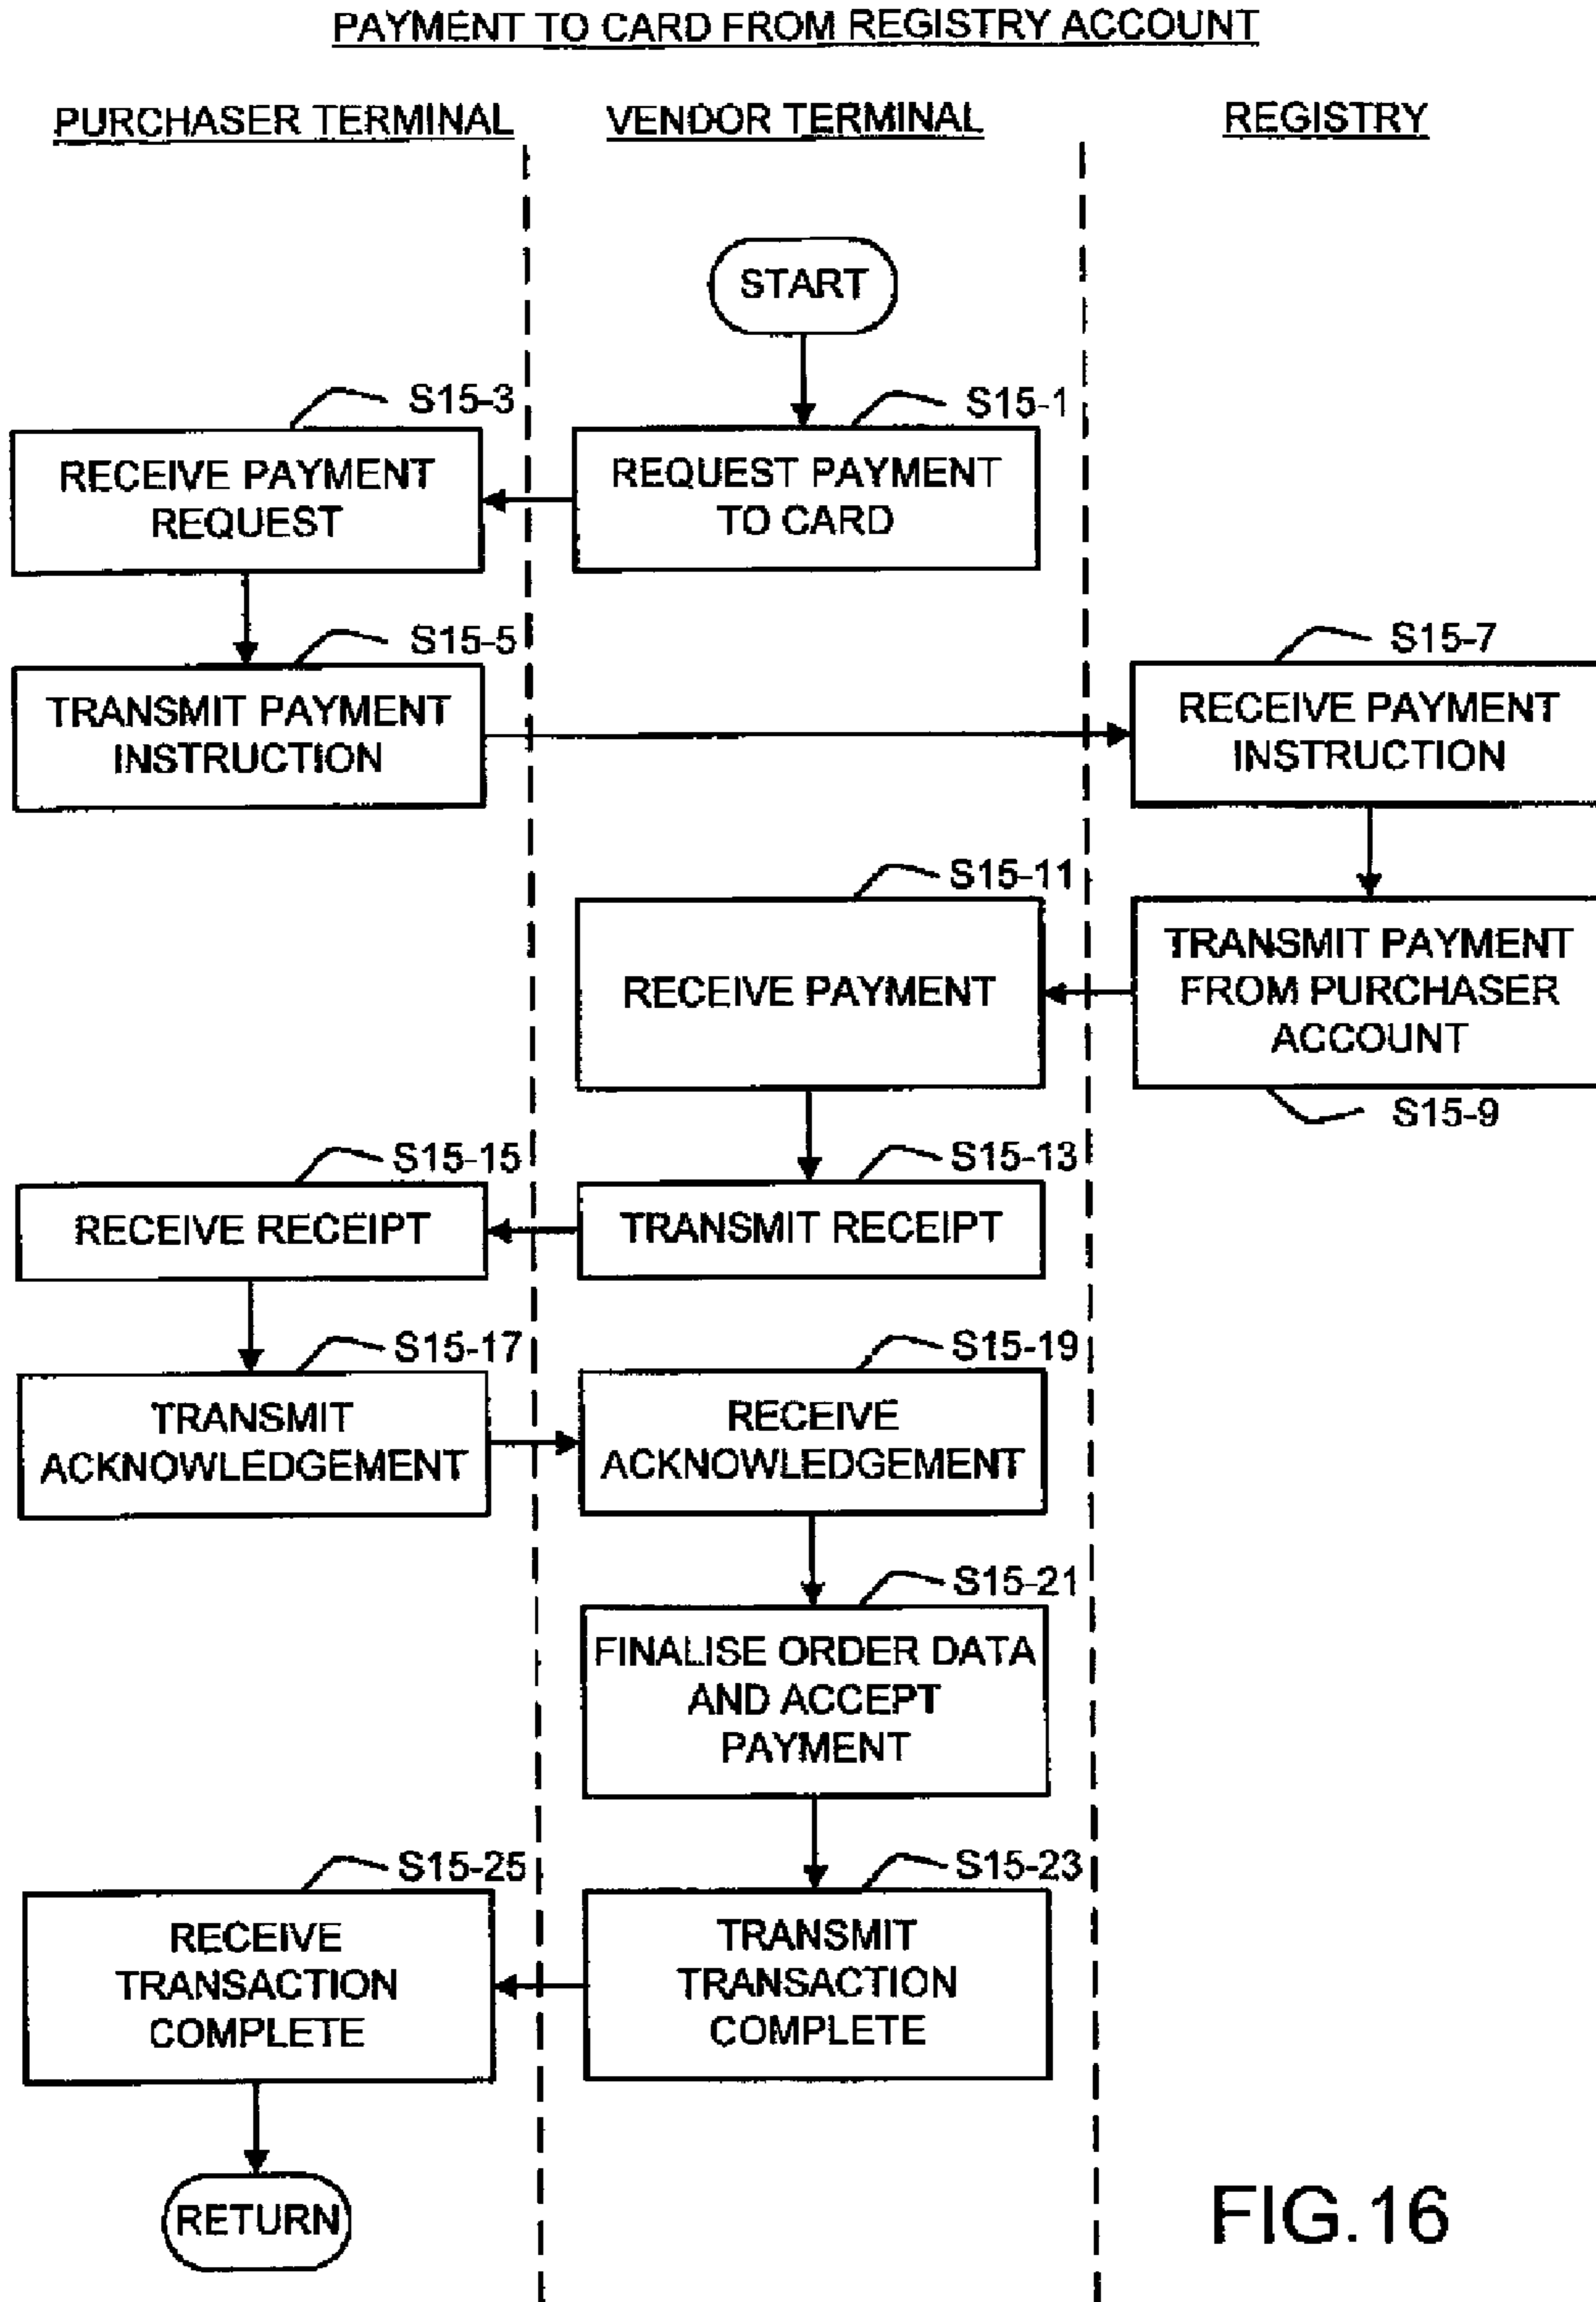 PAYMENT TO CARD FROM REGISTRY ACCOUNT
PURCHASER TERMINAL
VENDOR TERMINAL
REGISTRY
START
S15-3
S15-1
RECEIVE PAYMENT
REQUEST
REQUEST PAYMENT
TO CARD
S15-5
S15-7
TRANSMIT PAYMENT
INSTRUCTION
RECEIVE PAYMENT
INSTRUCTION
S15-11
RECEIVE PAYMENT
TRANSMIT PAYMENT
FROM PURCHASER
ACCOUNT
S15-9
S15-15
S15-13
RECEIVE RECEIPT
TRANSMIT RECEIPT
S15-17
S15-19
TRANSMIT
ACKNOWLEDGEMENT
RECEIVE
ACKNOWLEDGEMENT
S15-21
FINALISE ORDER DATA
AND ACCEPT
PAYMENT
S15-25
S15-23
RECEIVE
TRANSACTION
COMPLETE
TRANSMIT
TRANSACTION
COMPLETE
RETURN
FIG.16